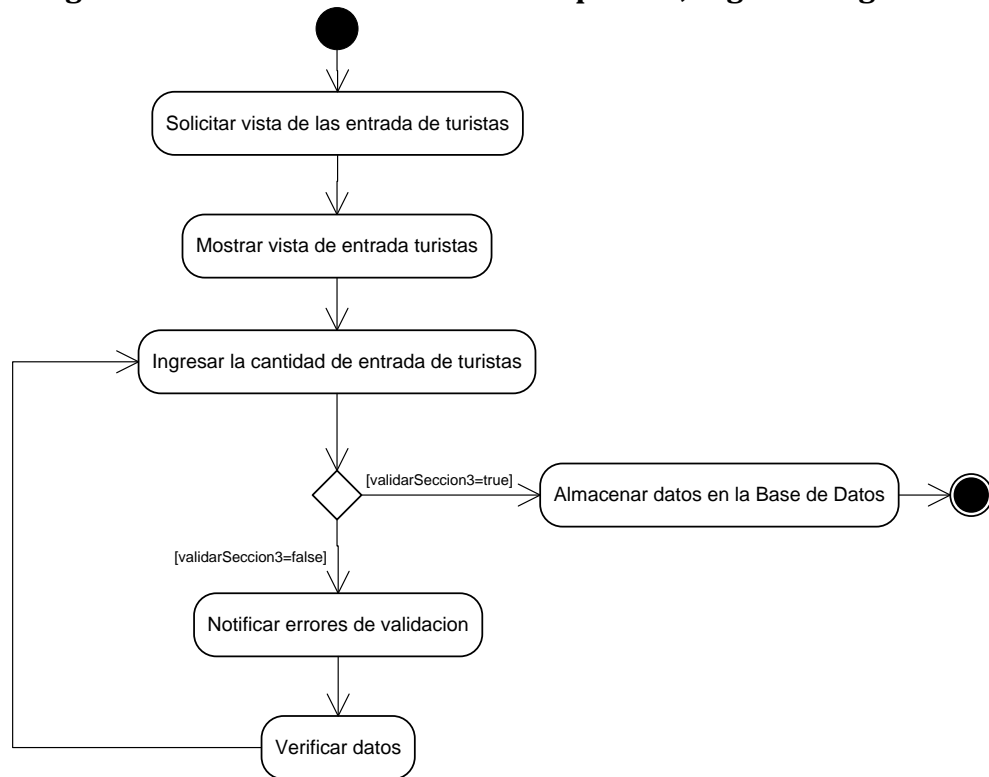 Solicitar vista de las entrada de turistas
Mostrar vista de entrada turistas
Ingresar la cantidad de entrada de turistas
[validarSeccion3=true]
Almacenar datos en la Base de Datos
[validarSeccion3=false]
Notificar errores de validacion
Verificar datos